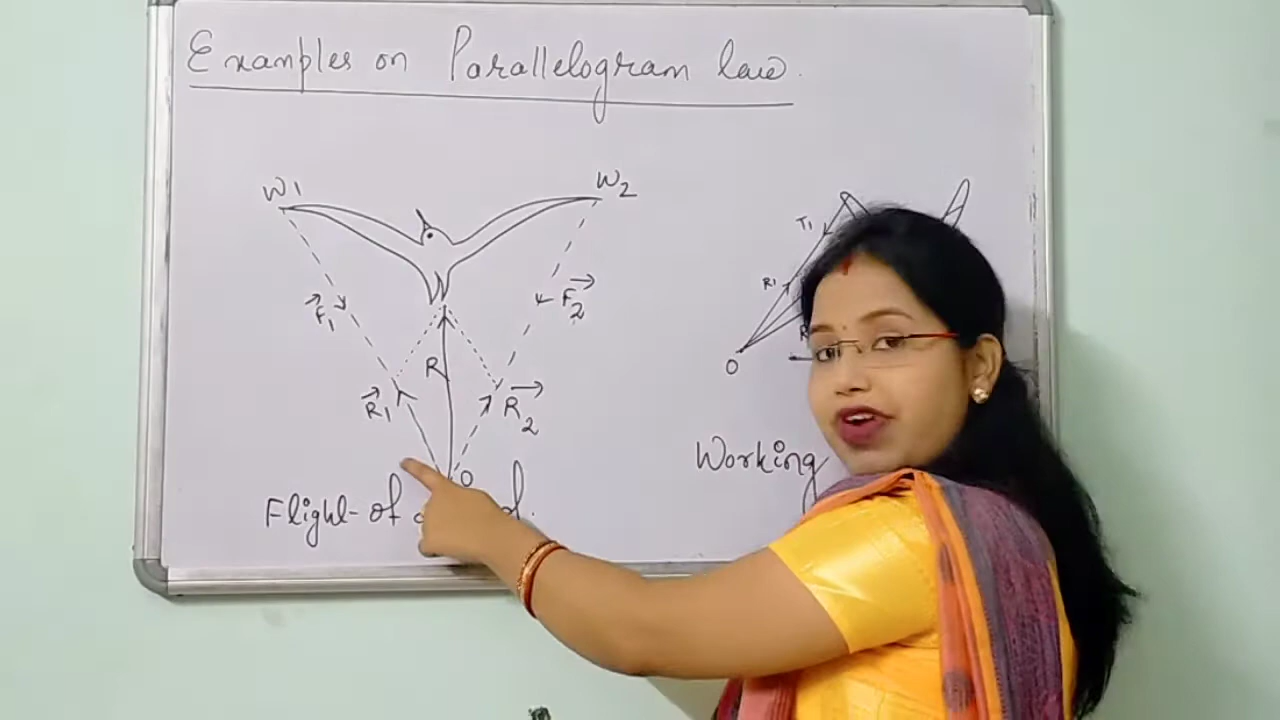 Examples on Parallelogram law.
W1
W2
T1
F1
F2
R1
R
R1
R2
O
O
Working
Flight of